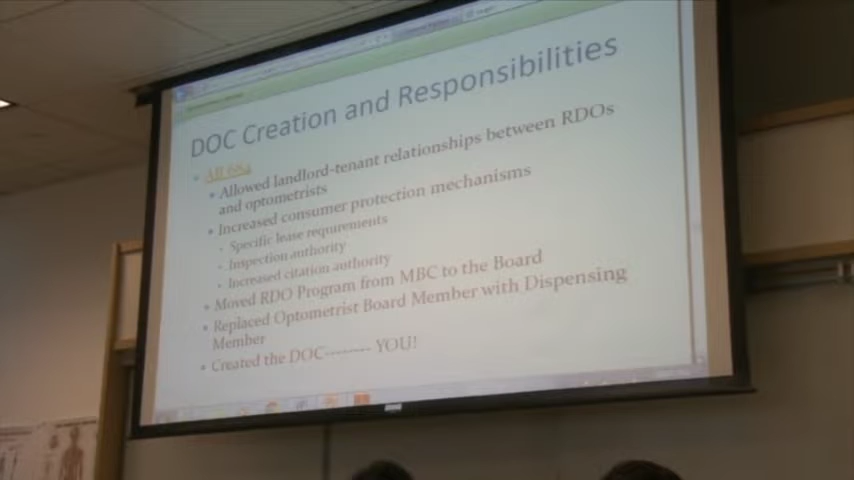 DOC Creation and Responsibilities
• AB 684
• Allowed landlord-tenant relationships between RDOs
and optometrists
• Increased consumer protection mechanisms
• Specific lease requirements
• Inspection authority
• Increased citation authority
• Moved RDO Program from MBC to the Board
• Replaced Optometrist Board Member with Dispensing
Member
• Created the DOC-------- YOU!